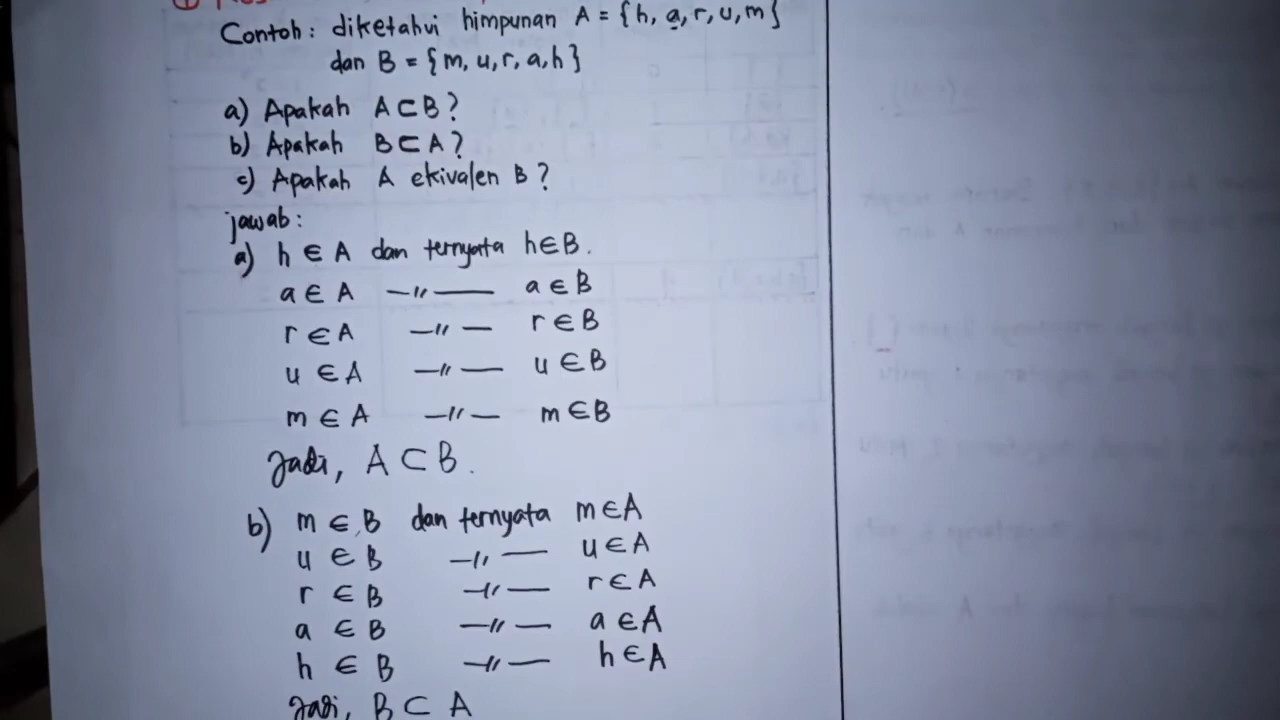 Contoh: diketahui himpunan A = {h, a, r, u, m}
dan B = {m, u, r, a, h}
a) Apakah A ⊂ B?
b) Apakah B ⊂ A?
c) Apakah A ekivalen B?
jawab:
a) h ∈ A dan ternyata h ∈ B.
a ∈ A —〃— a ∈ B
r ∈ A —〃— r ∈ B
u ∈ A —〃— u ∈ B
m ∈ A —〃— m ∈ B
Jadi, A ⊂ B.
b) m ∈ B dan ternyata m ∈ A
u ∈ B —〃— u ∈ A
r ∈ B —〃— r ∈ A
a ∈ B —〃— a ∈ A
h ∈ B —〃— h ∈ A
Jadi, B ⊂ A